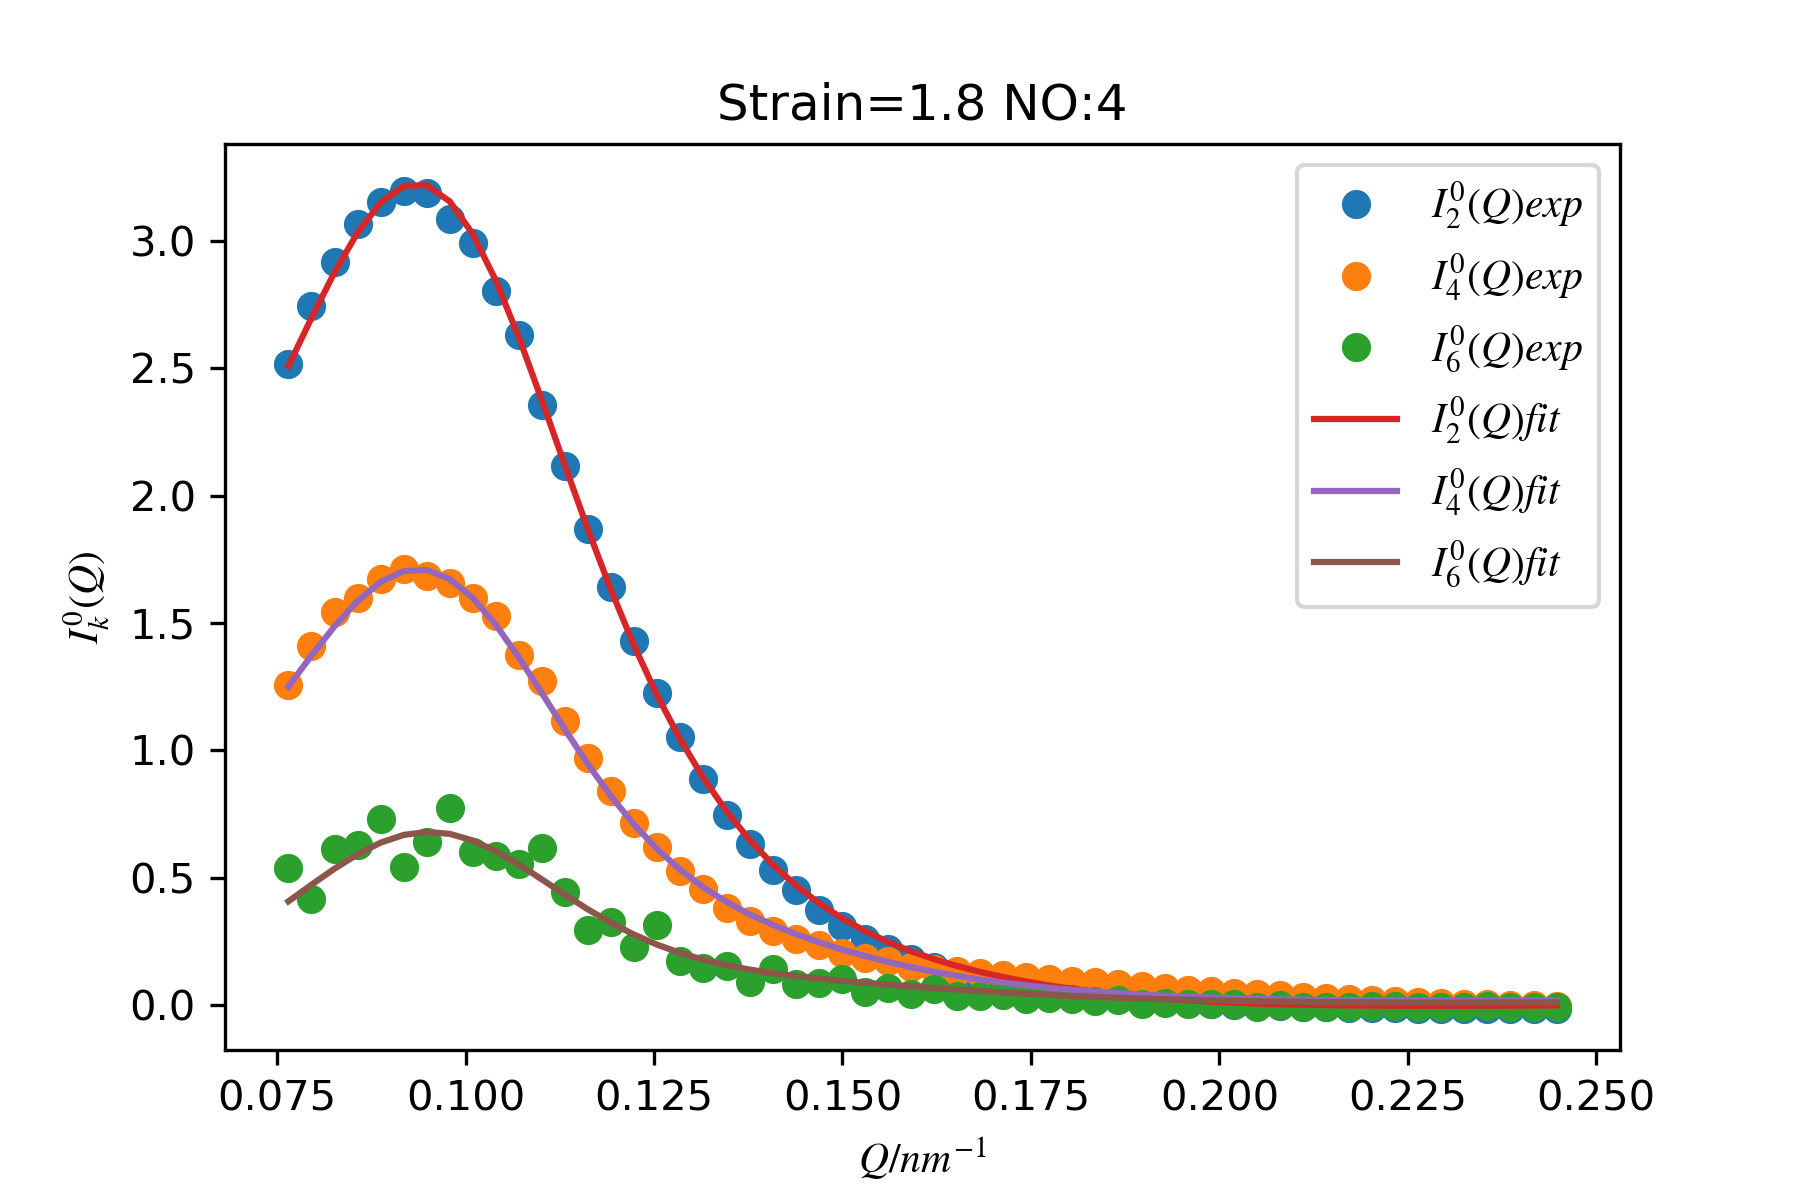 Strain=1.8 NO:4
I_k^0(Q)
3.0
2.5
2.0
1.5
1.0
0.5
0.0
I_2^0(Q)exp
I_4^0(Q)exp
I_6^0(Q)exp
I_2^0(Q)fit
I_4^0(Q)fit
I_6^0(Q)fit
0.075 0.100 0.125 0.150 0.175 0.200 0.225 0.250
Q/nm^{-1}